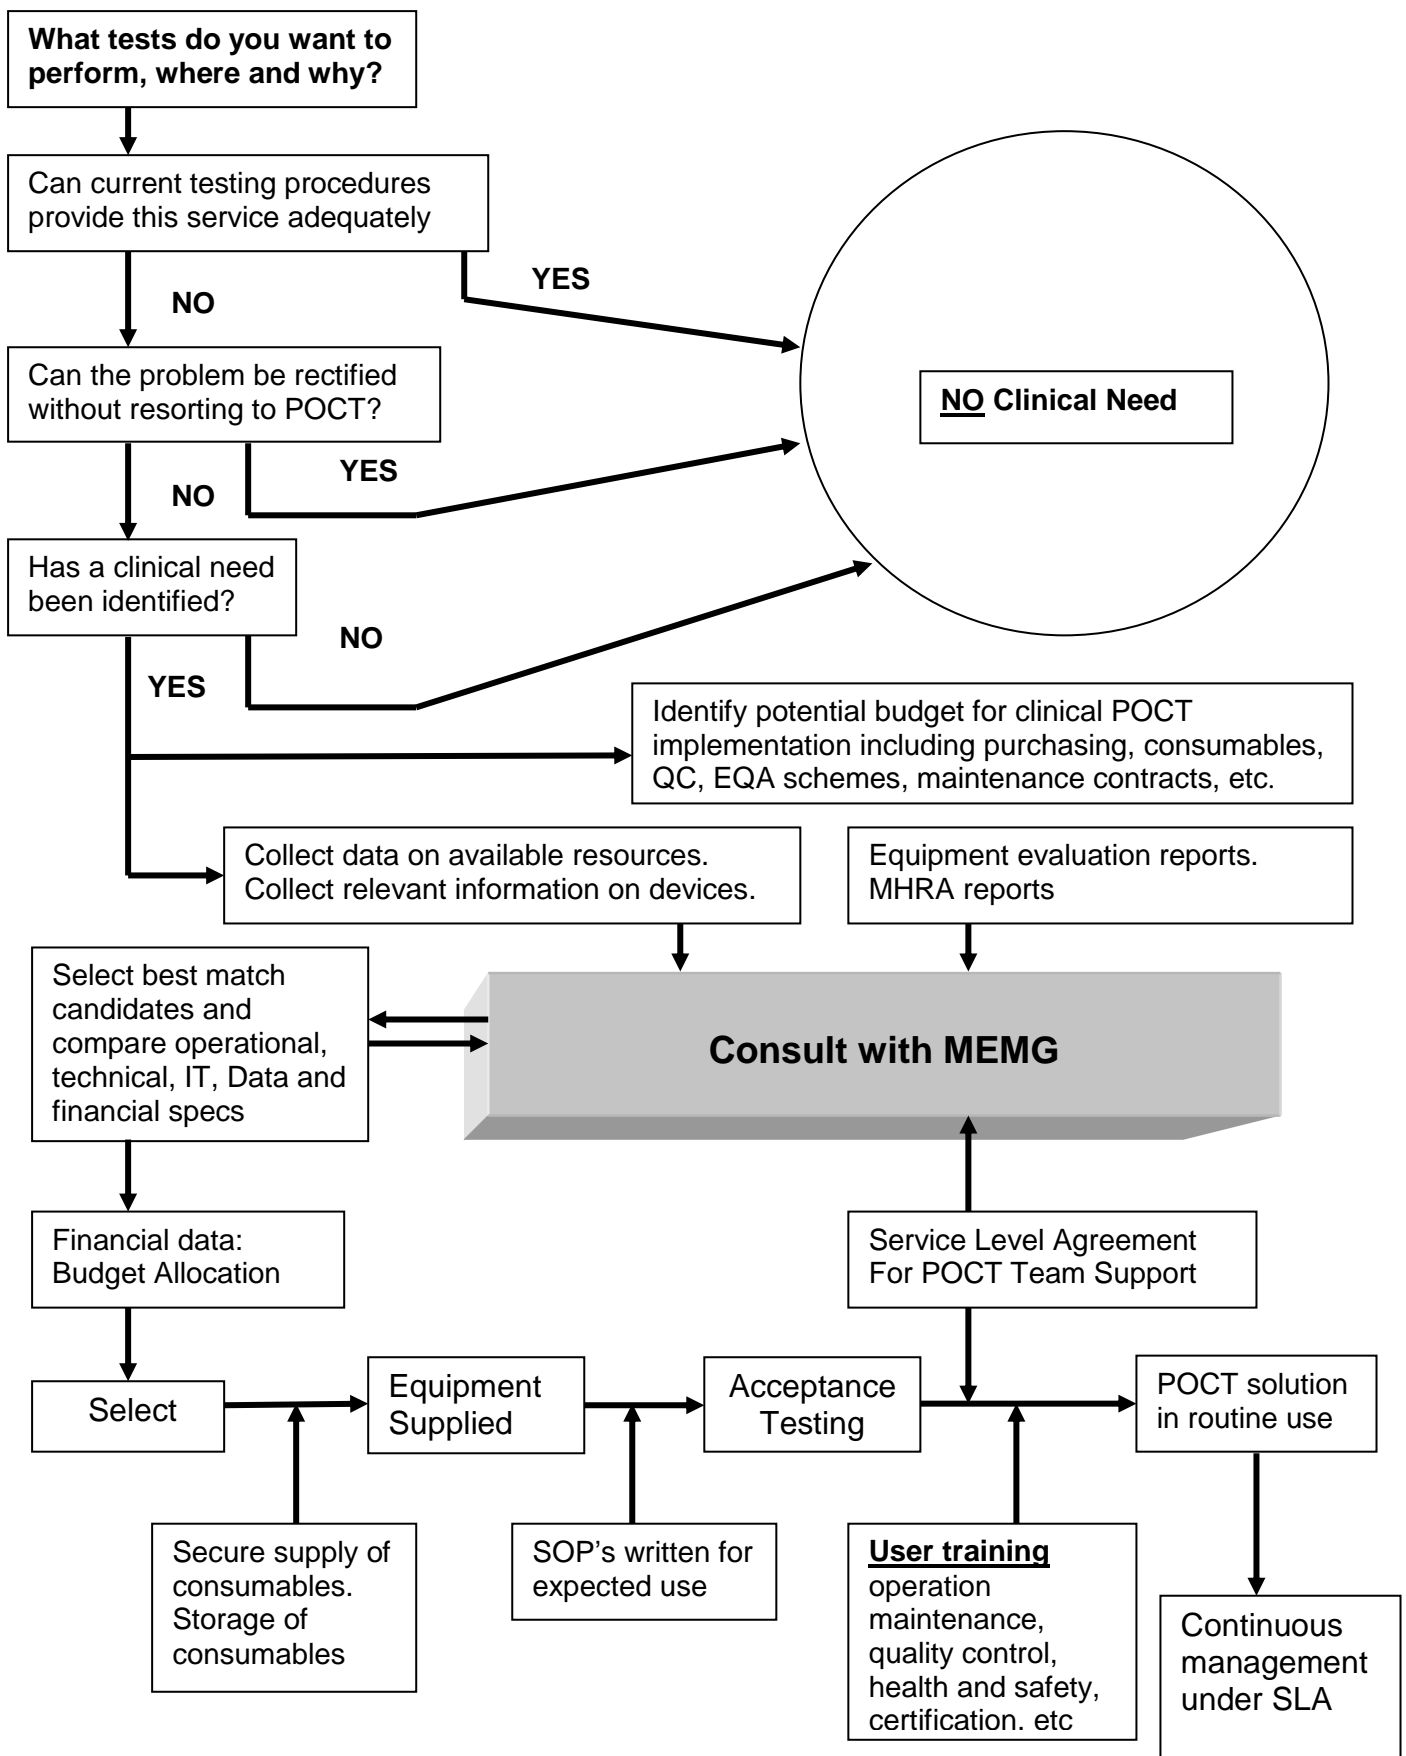 What tests do you want to
perform, where and why?
Can current testing procedures
provide this service adequately
YES
NO
Can the problem be rectified
without resorting to POCT?
NO Clinical Need
YES
NO
Has a clinical need
been identified?
NO
YES
Identify potential budget for clinical POCT
implementation including purchasing, consumables,
QC, EQA schemes, maintenance contracts, etc.
Collect data on available resources.
Collect relevant information on devices.
Equipment evaluation reports.
MHRA reports
Select best match
candidates and
compare operational,
technical, IT, Data and
financial specs
Consult with MEMG
Financial data:
Budget Allocation
Service Level Agreement
For POCT Team Support
Select
Equipment
Supplied
Acceptance
Testing
POCT solution
in routine use
Secure supply of
consumables.
Storage of
consumables
SOP's written for
expected use
User training
operation
maintenance,
quality control,
health and safety,
certification. etc
Continuous
management
under SLA